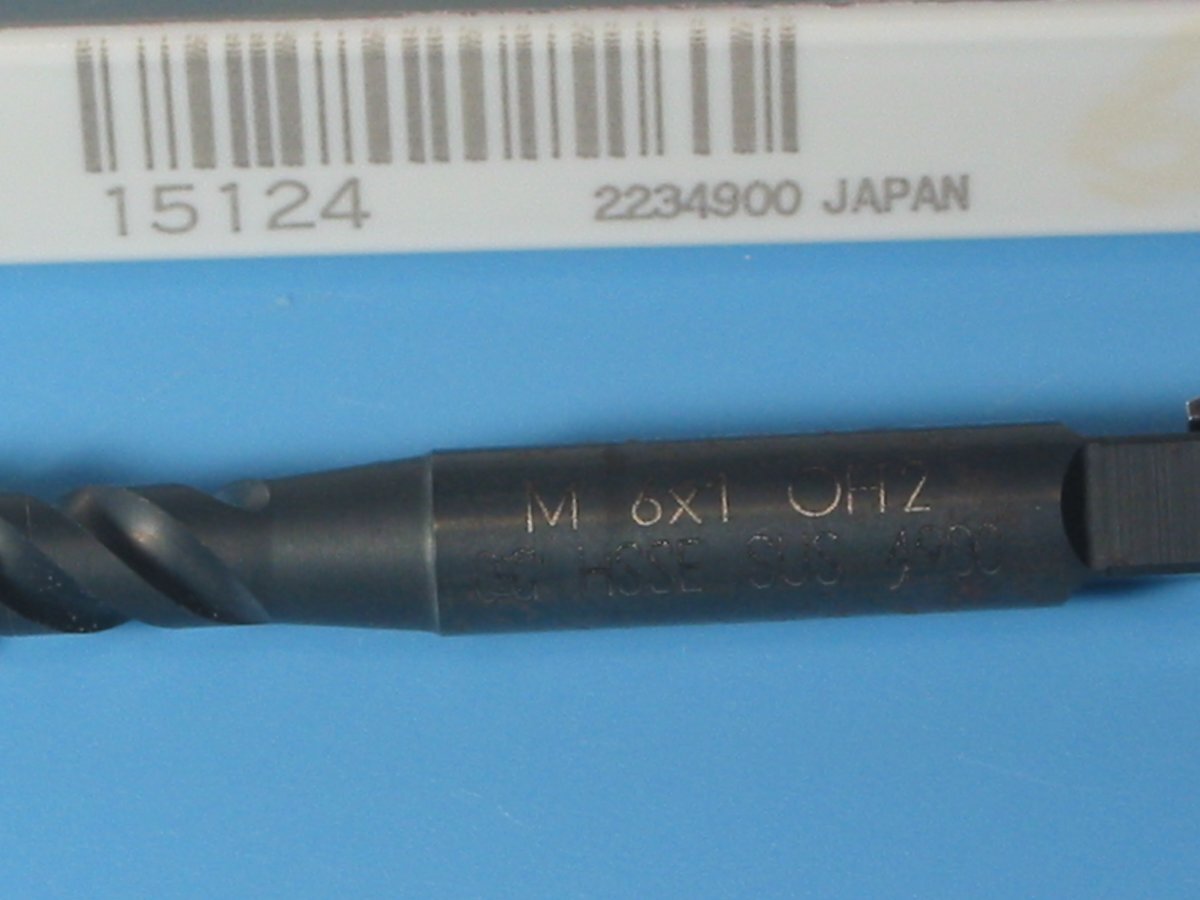 15124 2234900 JAPAN
M 6x1 OH2
HSSE SUS 4900